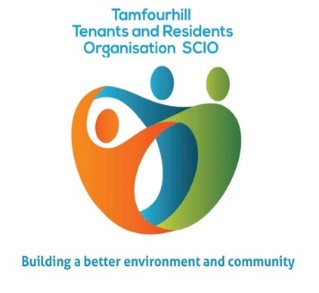 Tamfourhill
Tenants and Residents
Organisation SCIO
Building a better environment and community